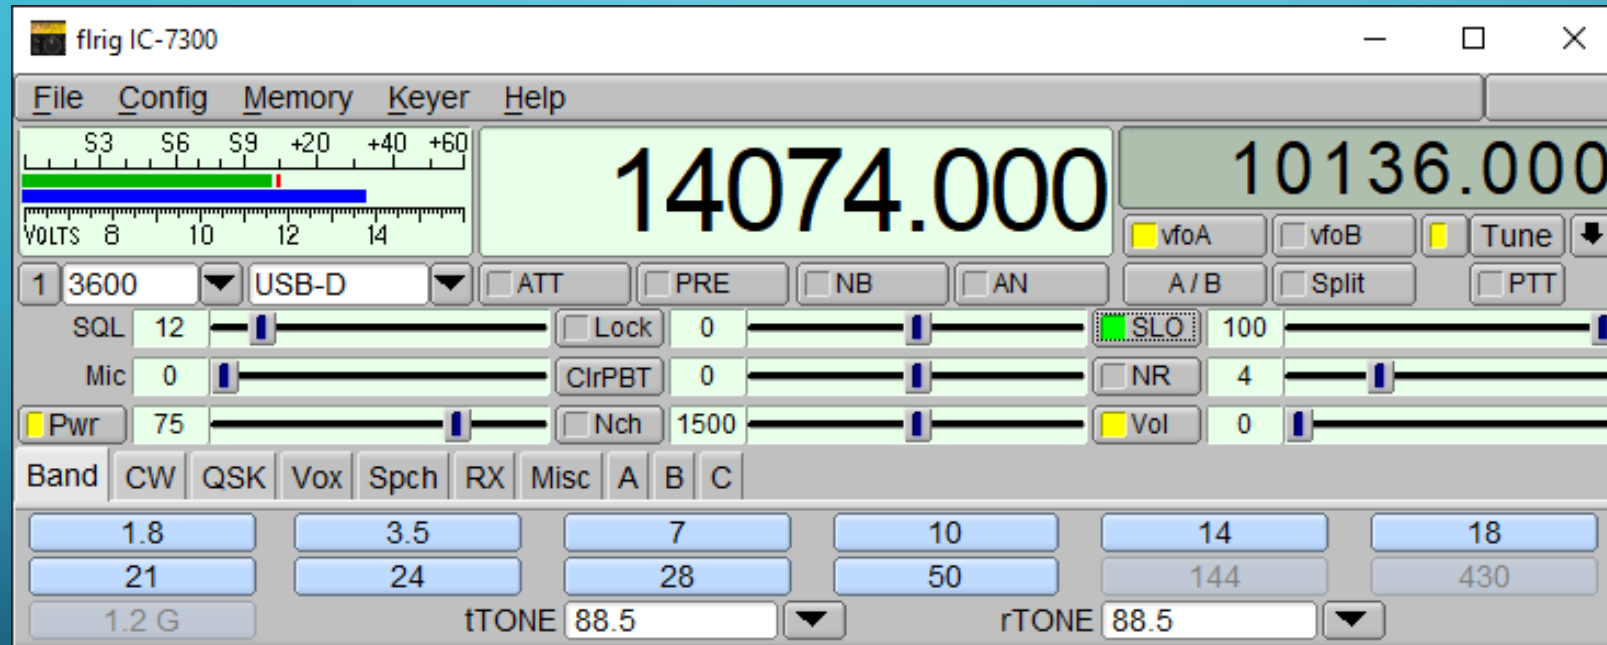 flrig IC-7300
File Config Memory Keyer Help
S3 S6 S9 +20 +40 +60
14074.000
10136.000
VOLTS 8 10 12 14
vfoA vfoB Tune
1 3600 USB-D ATT PRE NB AN A / B Split PTT
SQL 12 Lock 0 SLO 100
Mic 0 ClrPBT 0 NR 4
Pwr 75 Nch 1500 Vol 0
Band CW QSK Vox Spch RX Misc A B C
1.8 3.5 7 10 14 18
21 24 28 50 144 430
1.2 G tTONE 88.5 rTONE 88.5